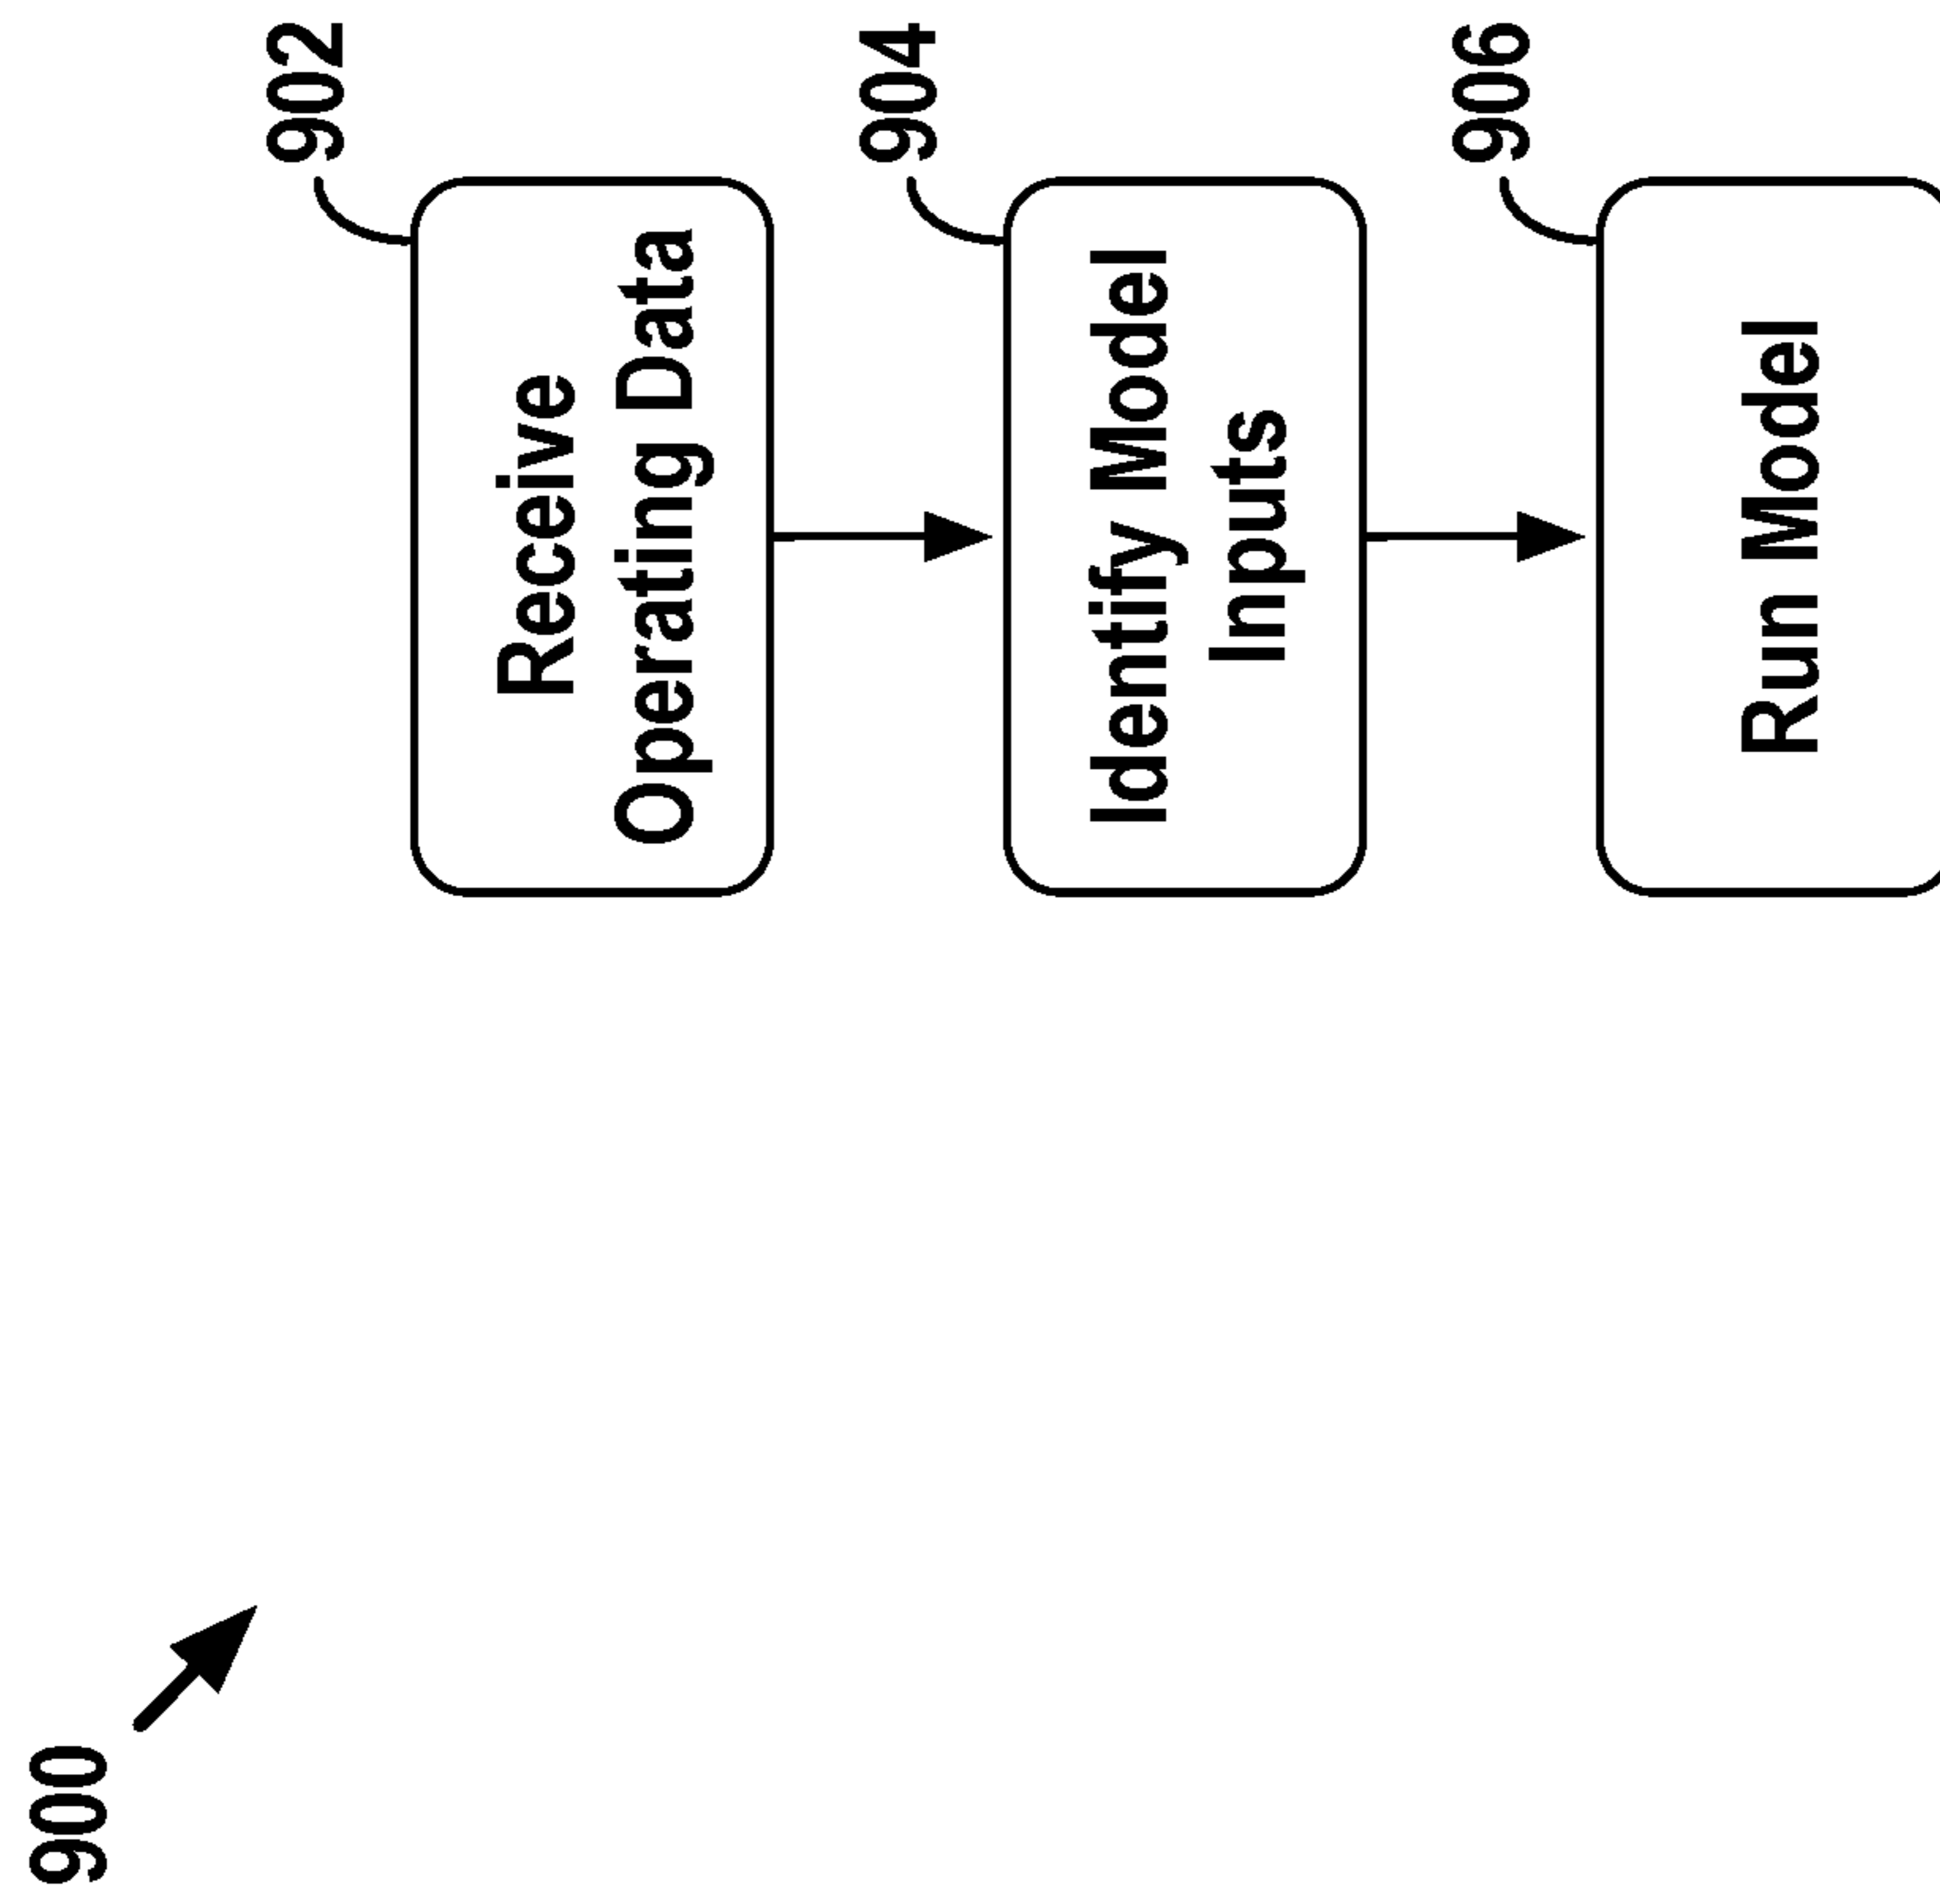 900
902
Receive
Operating Data
904
Identify Model
Inputs
906
Run Model